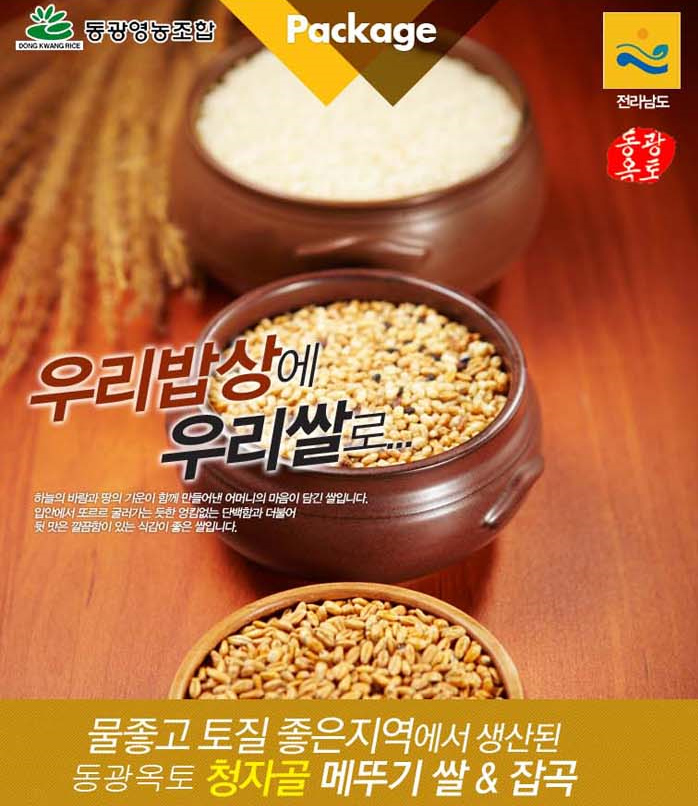 동광영농조합
DONG KWANG RICE
Package
전라남도
동광
옥토
우리밥상에
우리쌀로...
하늘의 바람과 땅의 기운이 함께 만들어낸 어머니의 마음이 담긴 쌀입니다.
입안에서 또르르 굴러가는 듯한 엉킴없는 단백함과 더불어
뒷 맛은 깔끔함이 있는 식감이 좋은 쌀입니다.
물좋고 토질 좋은지역에서 생산된
동광옥토 청자골 메뚜기 쌀 & 잡곡